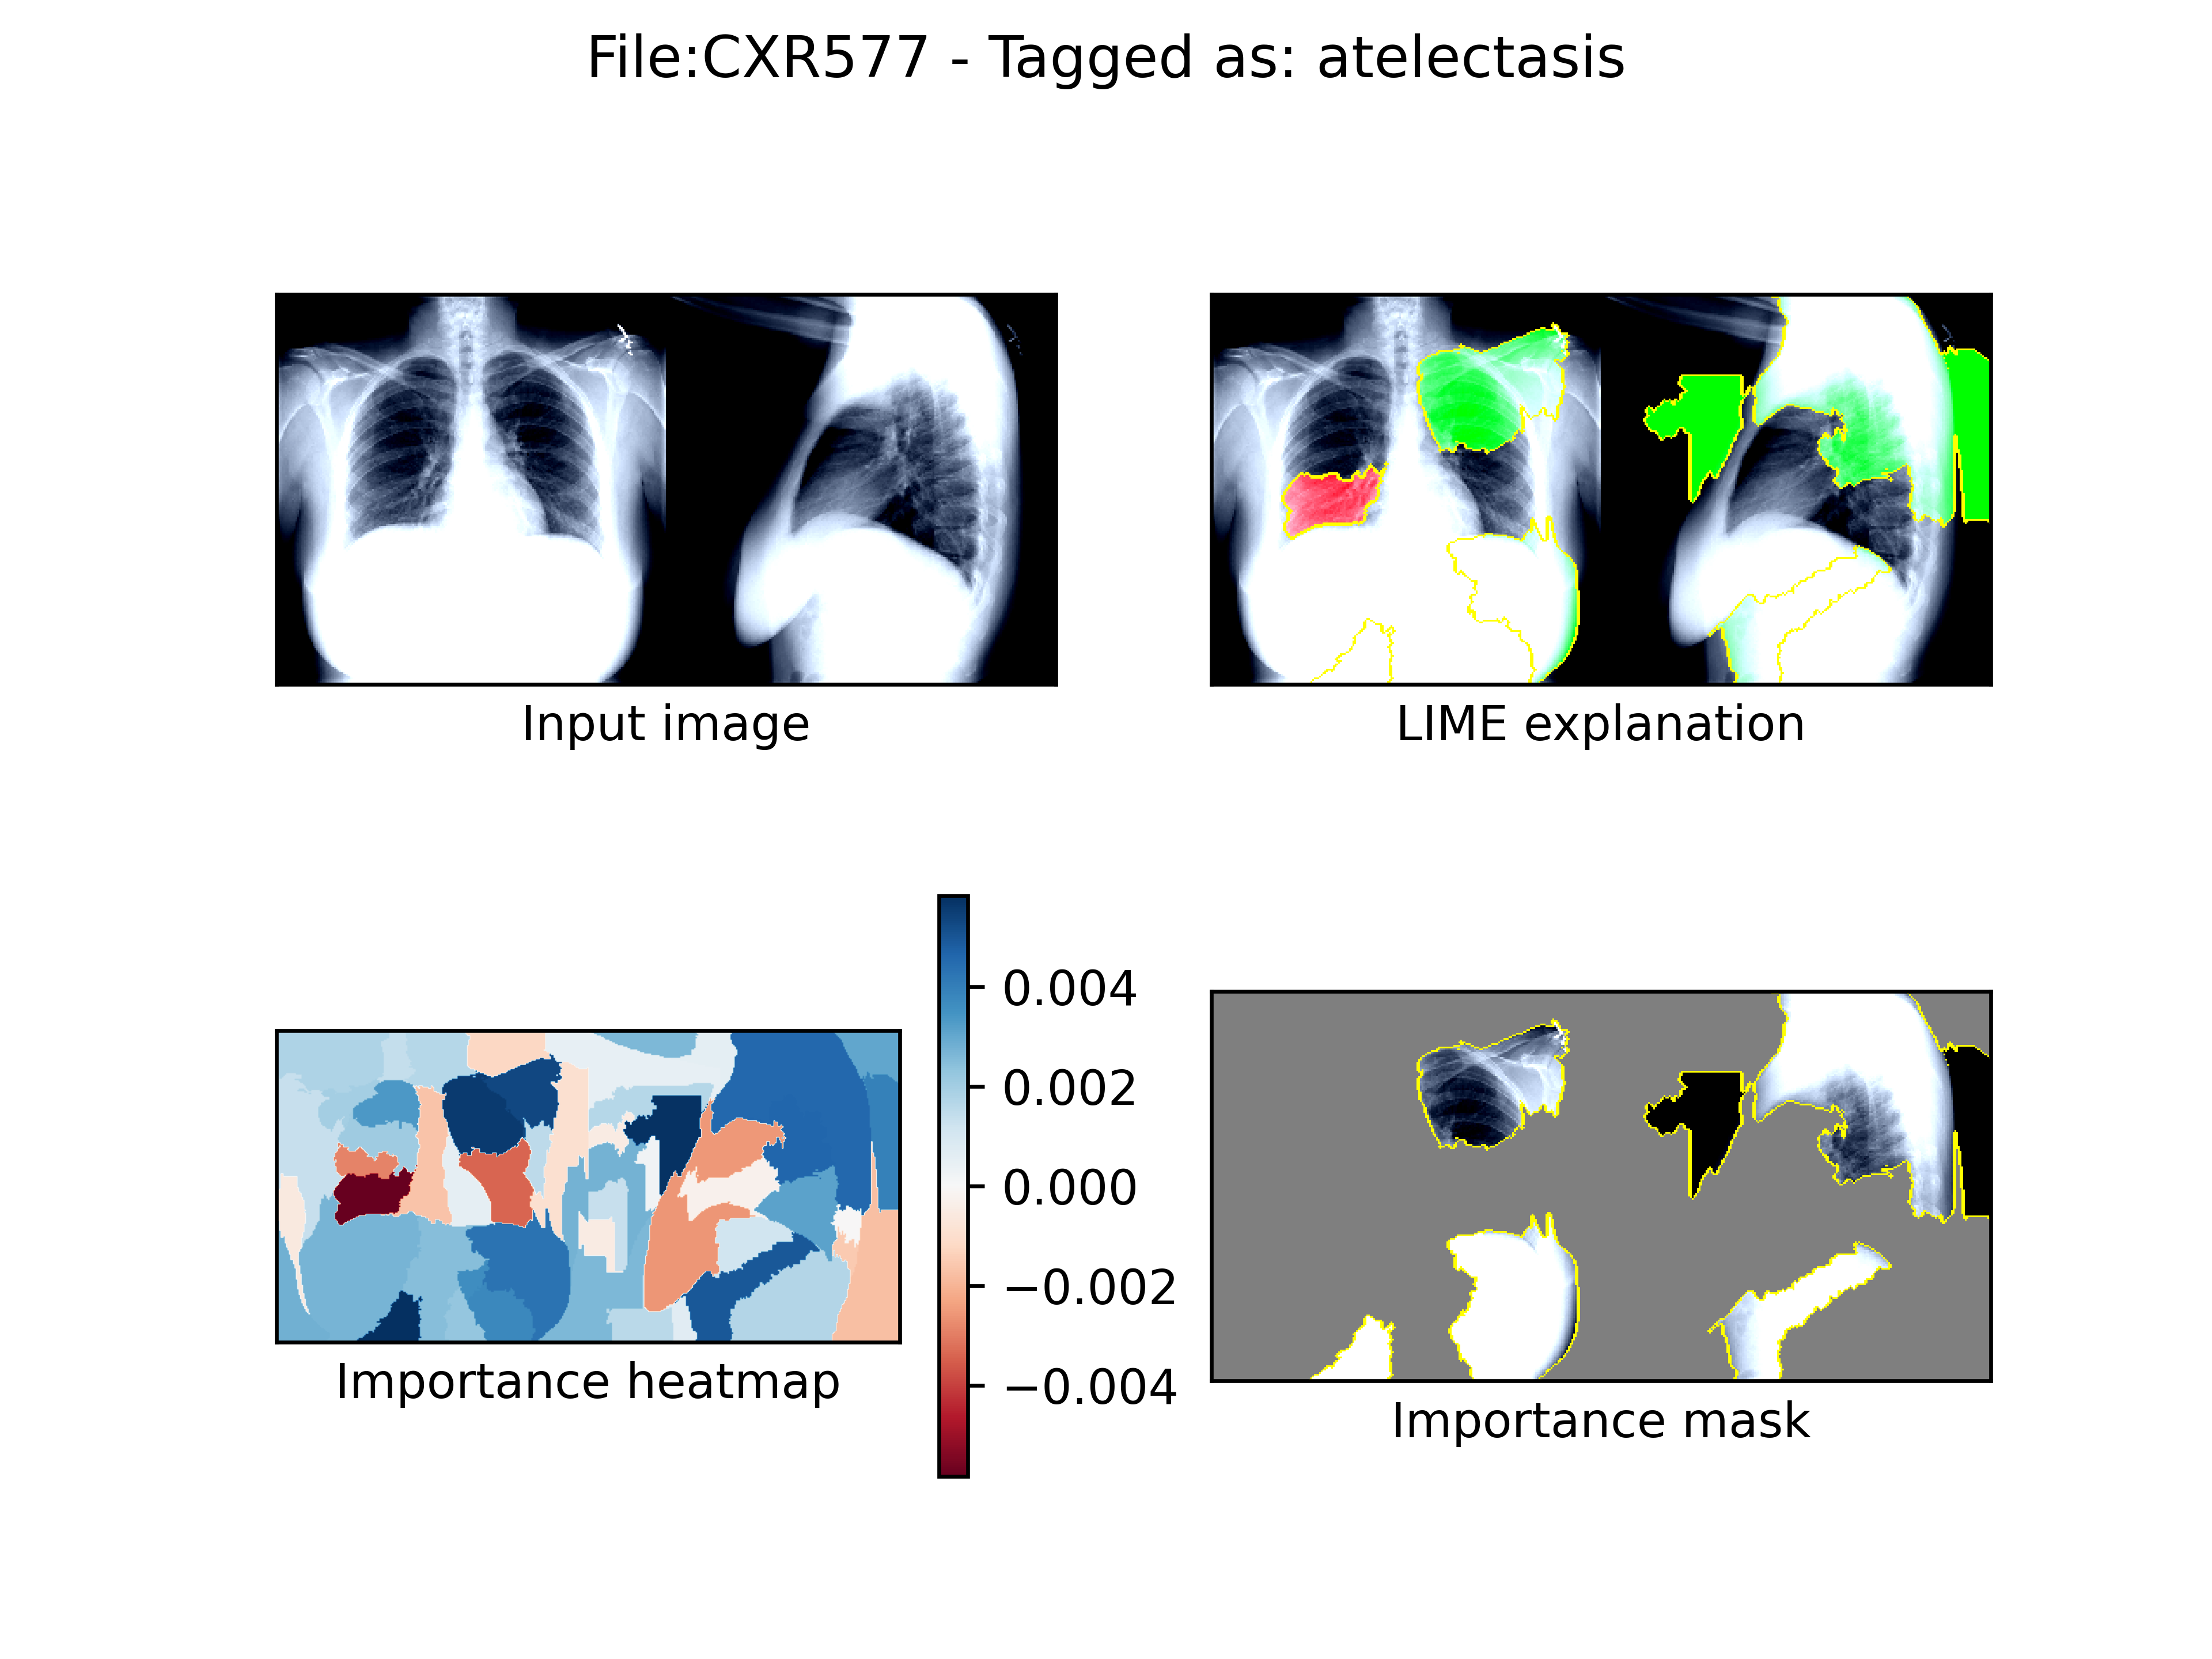 File:CXR577 - Tagged as: atelectasis
Input image
LIME explanation
0.004
0.002
0.000
−0.002
−0.004
Importance heatmap
Importance mask